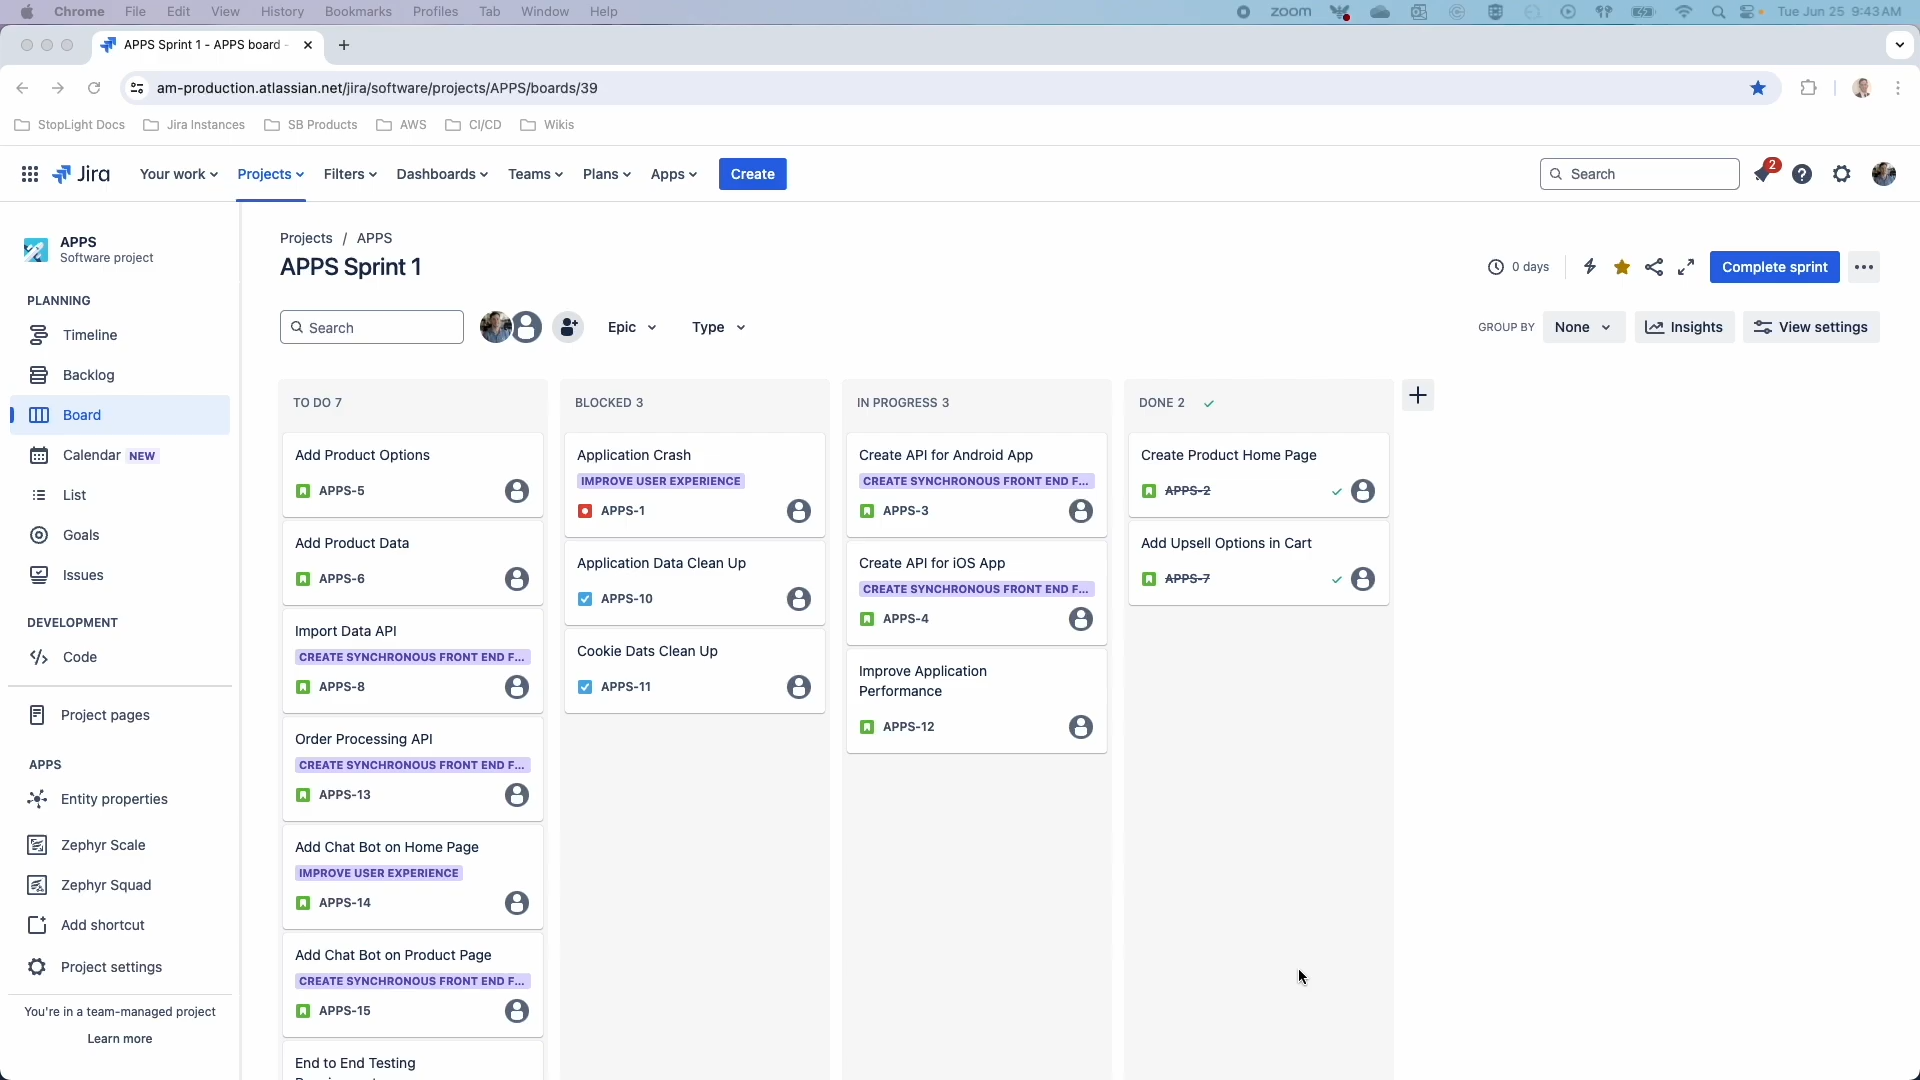 Chrome File Edit View History Bookmarks Profiles Tab Window Help zoom Tue Jun 25 9:43 AM
APPS Sprint 1 - APPS board -
am-production.atlassian.net/jira/software/projects/APPS/boards/39
StopLight Docs Jira Instances SB Products AWS CI/CD Wikis
Jira Your work Projects Filters Dashboards Teams Plans Apps Create Search 2
APPS
Software project
PLANNING
Timeline
Backlog
Board
Calendar NEW
List
Goals
Issues
DEVELOPMENT
Code
Project pages
APPS
Entity properties
Zephyr Scale
Zephyr Squad
Add shortcut
Project settings
You're in a team-managed project
Learn more
Projects / APPS
APPS Sprint 1
0 days Complete sprint
Search Epic Type GROUP BY None Insights View settings
TO DO 7
Add Product Options
APPS-5
Add Product Data
APPS-6
Import Data API
CREATE SYNCHRONOUS FRONT END F...
APPS-8
Order Processing API
CREATE SYNCHRONOUS FRONT END F...
APPS-13
Add Chat Bot on Home Page
IMPROVE USER EXPERIENCE
APPS-14
Add Chat Bot on Product Page
CREATE SYNCHRONOUS FRONT END F...
APPS-15
End to End Testing
BLOCKED 3
Application Crash
IMPROVE USER EXPERIENCE
APPS-1
Application Data Clean Up
APPS-10
Cookie Dats Clean Up
APPS-11
IN PROGRESS 3
Create API for Android App
CREATE SYNCHRONOUS FRONT END F...
APPS-3
Create API for iOS App
CREATE SYNCHRONOUS FRONT END F...
APPS-4
Improve Application
Performance
APPS-12
DONE 2
Create Product Home Page
APPS-2
Add Upsell Options in Cart
APPS-7